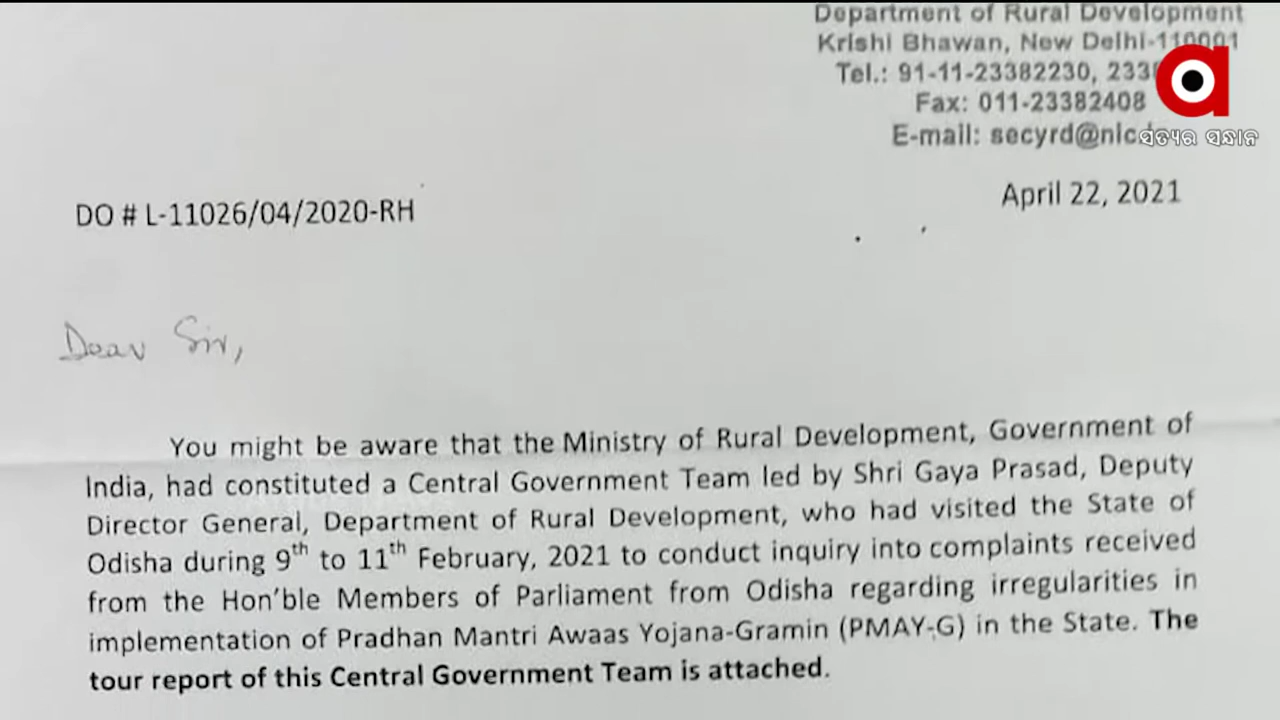 Department of Rural Development
Krishi Bhawan, New Delhi-110001
Tel.: 91-11-23382230,
Fax: 011-23382408
E-mail:
ସତ୍ୟର ସନ୍ଧାନ
DO # L-11026/04/2020-RH
April 22, 2021
Dear Sir,
You might be aware that the Ministry of Rural Development, Government of
India, had constituted a Central Government Team led by Shri Gaya Prasad, Deputy
Director General, Department of Rural Development, who had visited the State of
Odisha during 9th to 11th February, 2021 to conduct inquiry into complaints received
from the Hon'ble Members of Parliament from Odisha regarding irregularities in
implementation of Pradhan Mantri Awaas Yojana-Gramin (PMAY-G) in the State. The
tour report of this Central Government Team is attached.